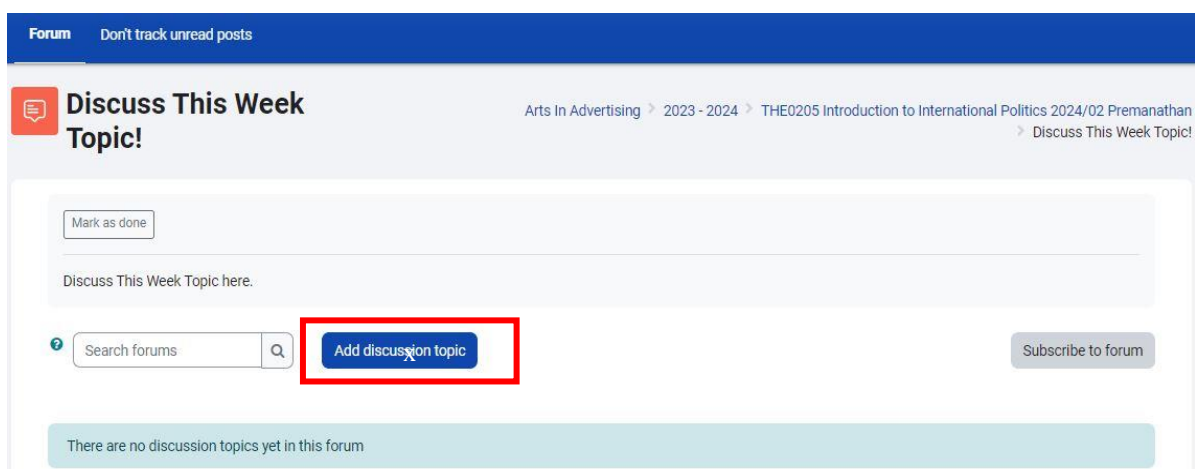 Forum Don't track unread posts
Discuss This Week
Topic!
Arts In Advertising > 2023 - 2024 > THE0205 Introduction to International Politics 2024/02 Premanathan
> Discuss This Week Topic!
Mark as done
Discuss This Week Topic here.
? Search forums Add discussion topic Subscribe to forum
x
There are no discussion topics yet in this forum